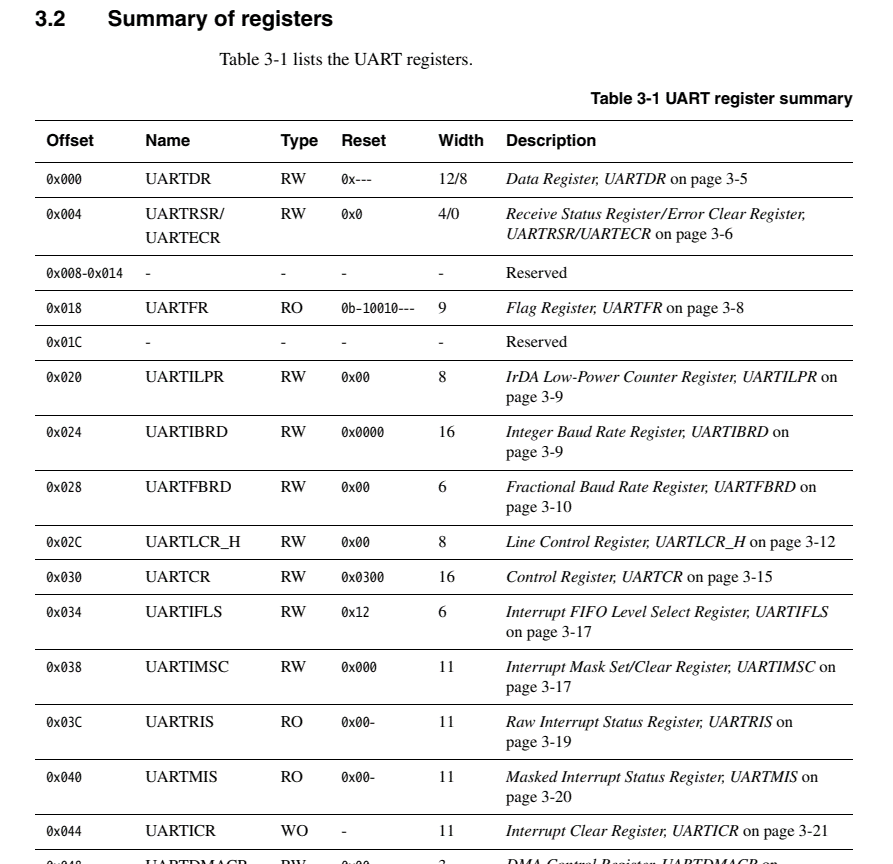 3.2 Summary of registers
Table 3-1 lists the UART registers.
Table 3-1 UART register summary
Offset Name Type Reset Width Description
0x000 UARTDR RW 0x--- 12/8 Data Register, UARTDR on page 3-5
0x004 UARTRSR/ RW 0x0 4/0 Receive Status Register/Error Clear Register,
UARTECR UARTRSR/UARTECR on page 3-6
0x008-0x014 - - - - Reserved
0x018 UARTFR RO 0b-10010--- 9 Flag Register, UARTFR on page 3-8
0x01C - - - - Reserved
0x020 UARTILPR RW 0x00 8 IrDA Low-Power Counter Register, UARTILPR on
page 3-9
0x024 UARTIBRD RW 0x0000 16 Integer Baud Rate Register, UARTIBRD on
page 3-9
0x028 UARTFBRD RW 0x00 6 Fractional Baud Rate Register, UARTFBRD on
page 3-10
0x02C UARTLCR_H RW 0x00 8 Line Control Register, UARTLCR_H on page 3-12
0x030 UARTCR RW 0x0300 16 Control Register, UARTCR on page 3-15
0x034 UARTIFLS RW 0x12 6 Interrupt FIFO Level Select Register, UARTIFLS
on page 3-17
0x038 UARTIMSC RW 0x000 11 Interrupt Mask Set/Clear Register, UARTIMSC on
page 3-17
0x03C UARTRIS RO 0x00- 11 Raw Interrupt Status Register, UARTRIS on
page 3-19
0x040 UARTMIS RO 0x00- 11 Masked Interrupt Status Register, UARTMIS on
page 3-20
0x044 UARTICR WO - 11 Interrupt Clear Register, UARTICR on page 3-21
0x048 UARTDMACR RW 0x00 3 DMA Control Register, UARTDMACR on